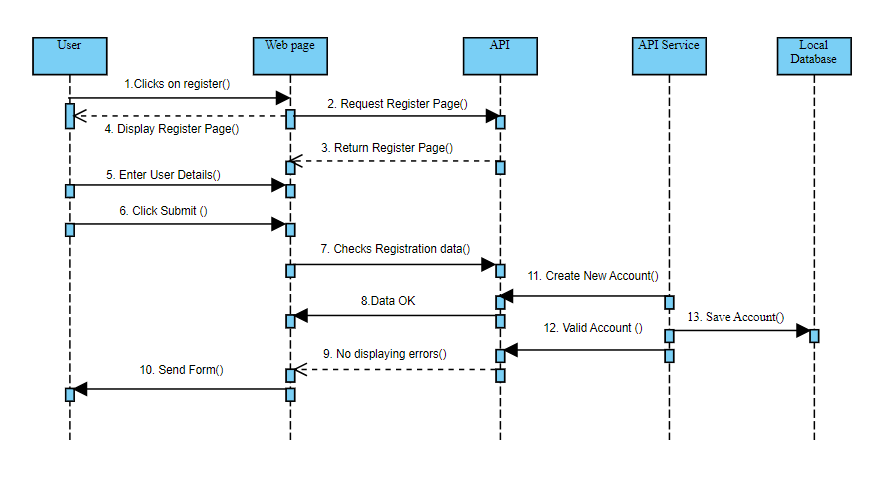 User
Web page
API
API Service
Local
Database
1.Clicks on register()
2. Request Register Page()
4. Display Register Page()
3. Return Register Page()
5. Enter User Details()
6. Click Submit ()
7. Checks Registration data()
11. Create New Account()
8.Data OK
13. Save Account()
12. Valid Account ()
9. No displaying errors()
10. Send Form()